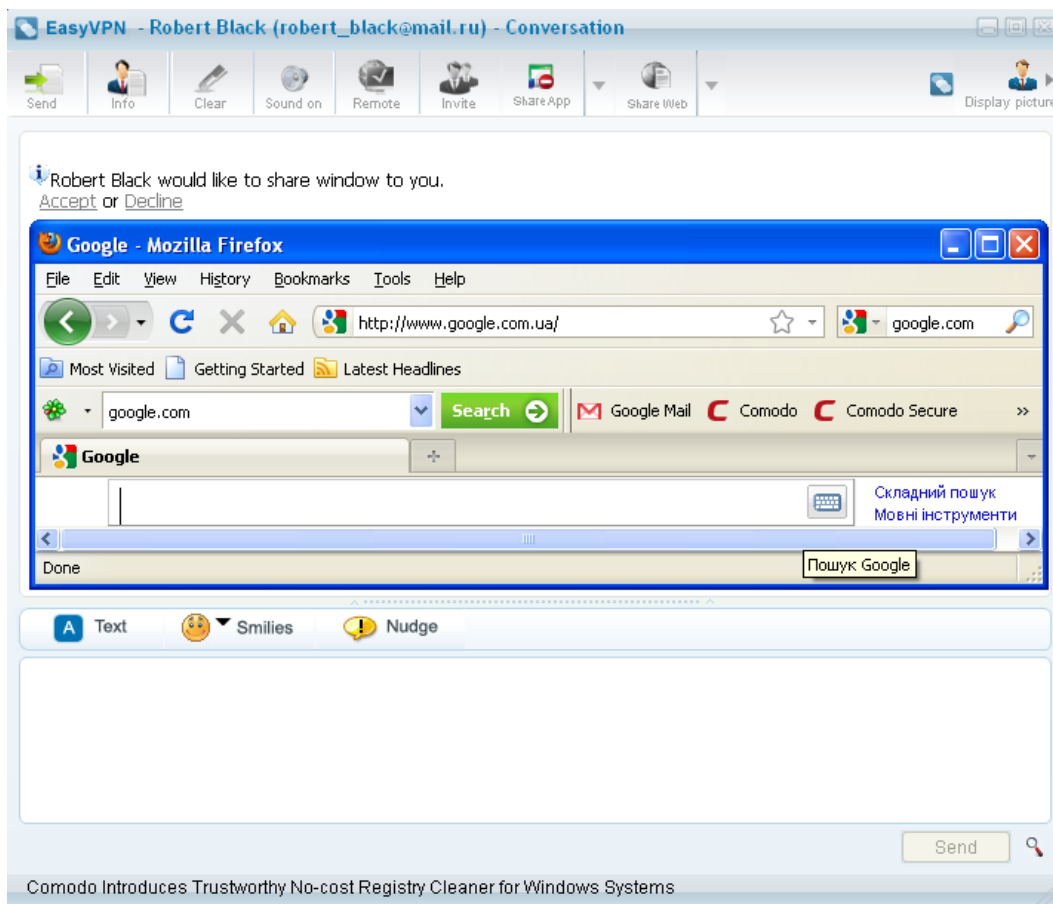 EasyVPN - Robert Black (robert_black@mail.ru) - Conversation
Send Info Clear Sound on Remote Invite Share App Share Web Display picture
Robert Black would like to share window to you.
Accept or Decline
Google - Mozilla Firefox
File Edit View History Bookmarks Tools Help
http://www.google.com.ua/ google.com
Most Visited Getting Started Latest Headlines
google.com Search Google Mail Comodo Comodo Secure »
Google
Складний пошук
Мовні інструменти
Done Пошук Google
A Text Smilies Nudge
Send
Comodo Introduces Trustworthy No-cost Registry Cleaner for Windows Systems